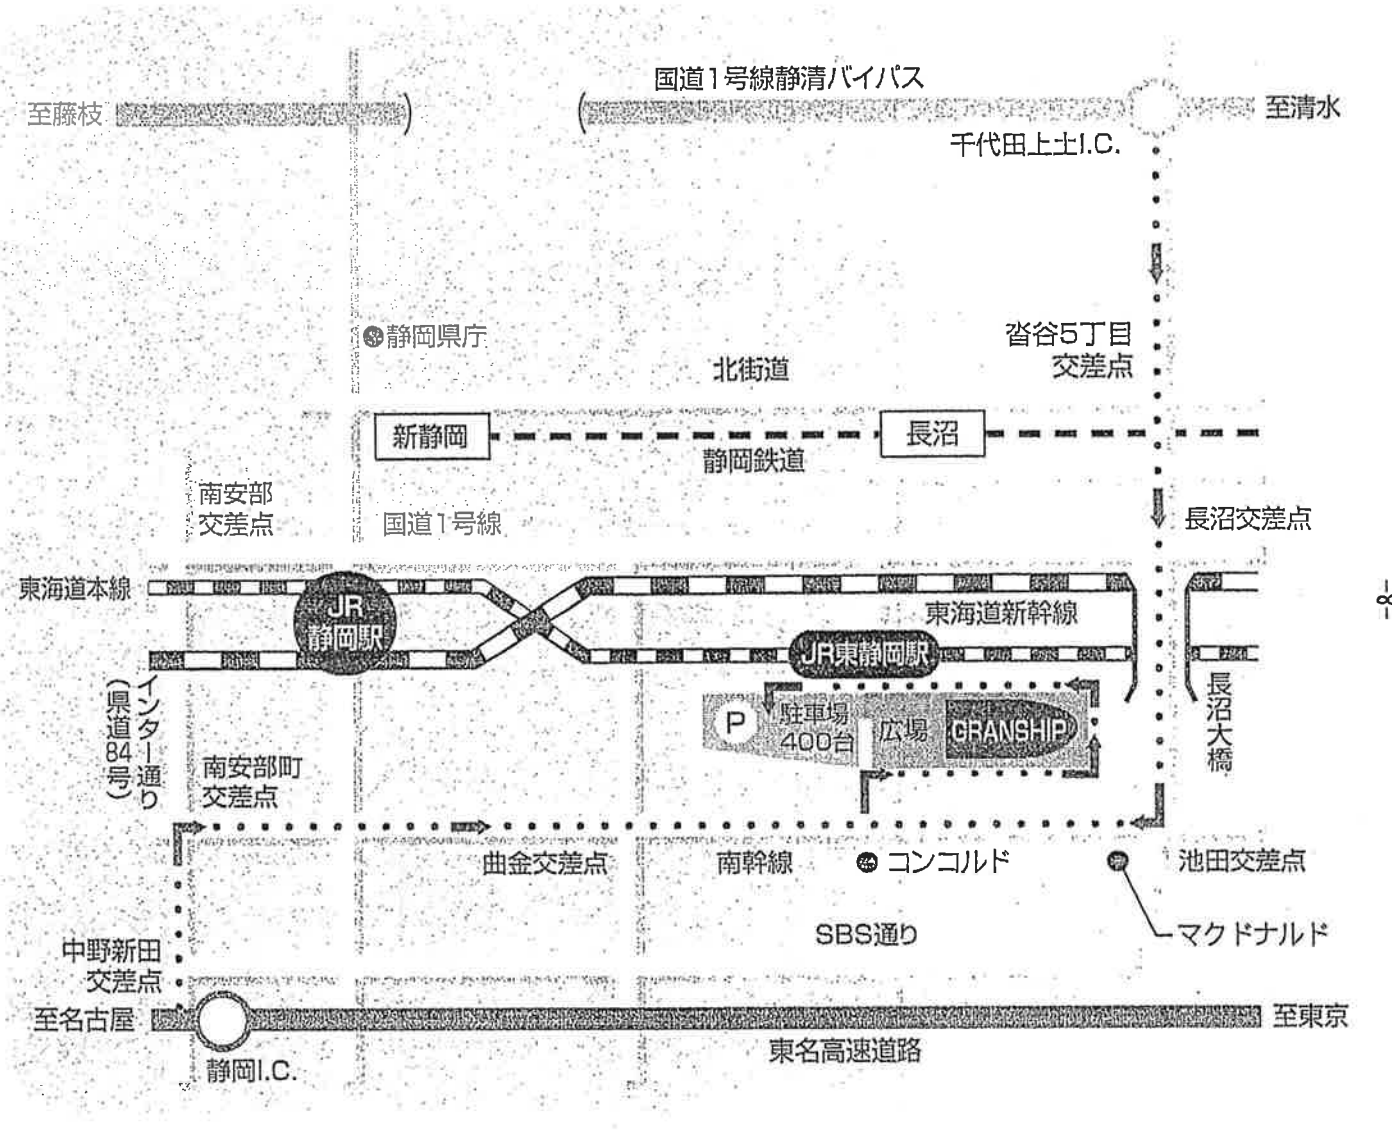 国道1号線静清バイパス
至藤枝
至清水
千代田上土I.C.
静岡県庁
沓谷5丁目
交差点
北街道
新静岡
長沼
静岡鉄道
南安部
交差点
国道1号線
長沼交差点
東海道本線
JR
静岡駅
東海道新幹線
-8-
JR東静岡駅
インター通り
(県道84号)
P
駐車場
400台
広場
GRANSHIP
長沼大橋
南安部町
交差点
曲金交差点
南幹線
コンコルド
池田交差点
SBS通り
マクドナルド
中野新田
交差点
至名古屋
至東京
東名高速道路
静岡I.C.